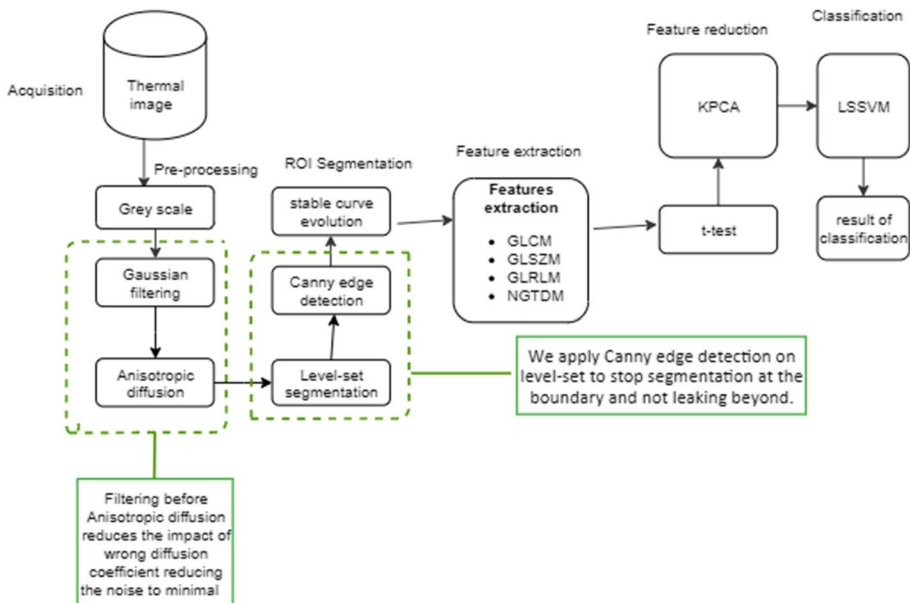 Acquisition
Thermal
image
Pre-processing
Grey scale
Gaussian
filtering
Anisotropic
diffusion
Filtering before
Anisotropic diffusion
reduces the impact of
wrong diffusion
coefficient reducing
the noise to minimal
ROI Segmentation
stable curve
evolution
Canny edge
detection
Level-set
segmentation
We apply Canny edge detection on
level-set to stop segmentation at the
boundary and not leaking beyond.
Feature extraction
Features
extraction
• GLCM
• GLSZM
• GLRLM
• NGTDM
Feature reduction
KPCA
t-test
Classification
LSSVM
result of
classification